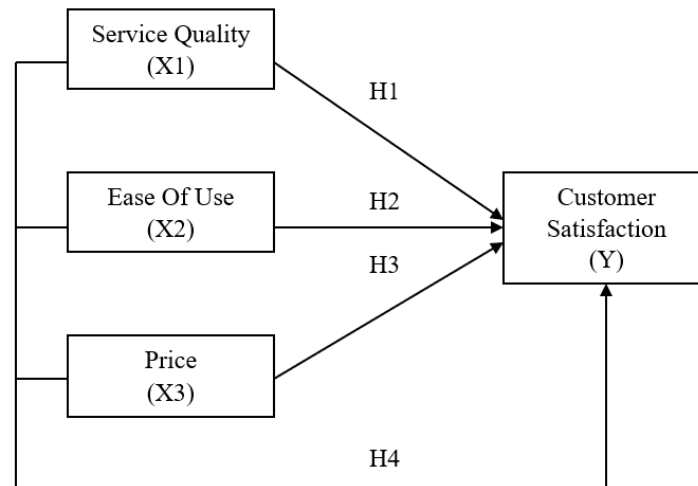 Service Quality
(X1)
H1
Ease Of Use
(X2)
H2
Customer
Satisfaction
(Y)
H3
Price
(X3)
H4